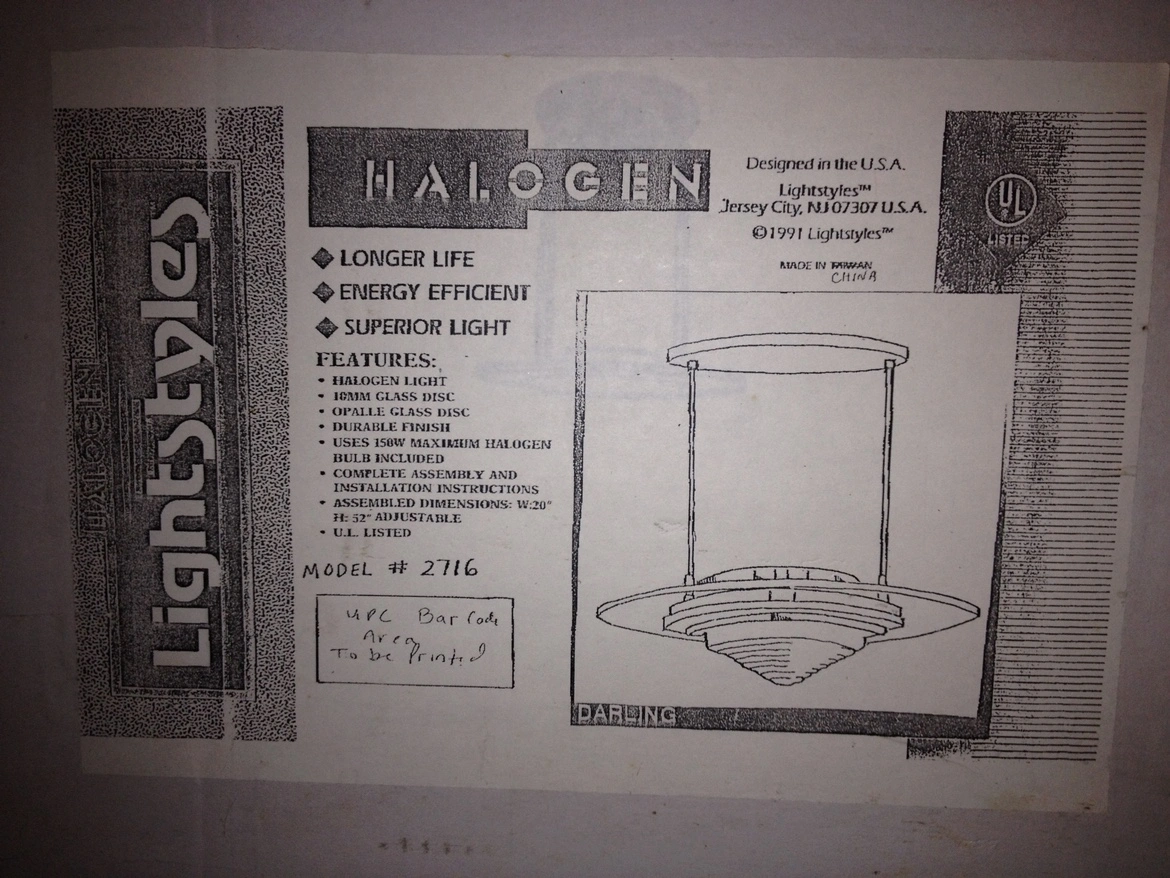 Lightstyles
HALOGEN
HALOGEN
LONGER LIFE
ENERGY EFFICIENT
SUPERIOR LIGHT
FEATURES:
• HALOGEN LIGHT
• 10MM GLASS DISC
• OPALLE GLASS DISC
• DURABLE FINISH
• USES 150W MAXIMUM HALOGEN
BULB INCLUDED
• COMPLETE ASSEMBLY AND
INSTALLATION INSTRUCTIONS
• ASSEMBLED DIMENSIONS: W:20"
H: 52" ADJUSTABLE
• U.L. LISTED
MODEL # 2716
UPC Bar Code
Area
To be Printed
Designed in the U.S.A.
Lightstyles™
Jersey City, NJ 07307 U.S.A.
©1991 Lightstyles™
MADE IN TAIWAN
CHINA
UL
LISTED
DARLING